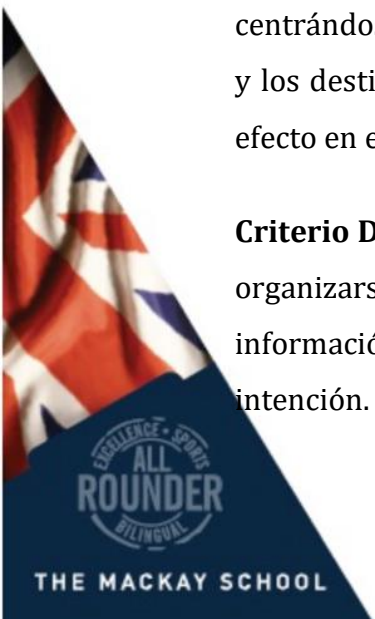 centrándo
y los desti
efecto en e
Criterio D
organizars
informació
intención.
EXCELLENCE • SPORTS
ALL
ROUNDER
BILINGUAL
THE MACKAY SCHOOL